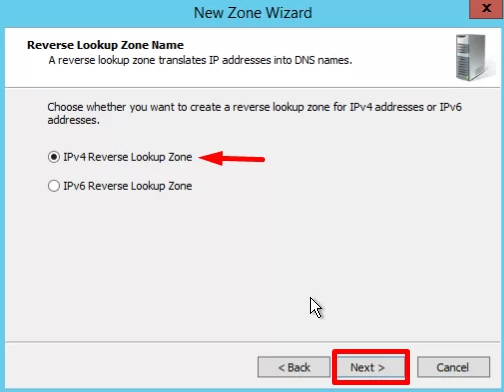 New Zone Wizard
x
Reverse Lookup Zone Name
A reverse lookup zone translates IP addresses into DNS names.
Choose whether you want to create a reverse lookup zone for IPv4 addresses or IPv6
addresses.
IPv4 Reverse Lookup Zone
IPv6 Reverse Lookup Zone
< Back Next > Cancel